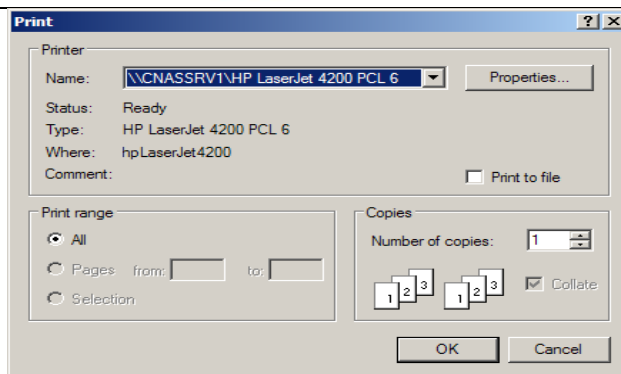 Print
Printer
Name: \\CNASSRV1\HP LaserJet 4200 PCL 6 Properties...
Status: Ready
Type: HP LaserJet 4200 PCL 6
Where: hpLaserJet4200
Comment: Print to file
Print range
All
Pages from: to:
Selection
Copies
Number of copies: 1
1 2 3 1 2 3 Collate
OK Cancel